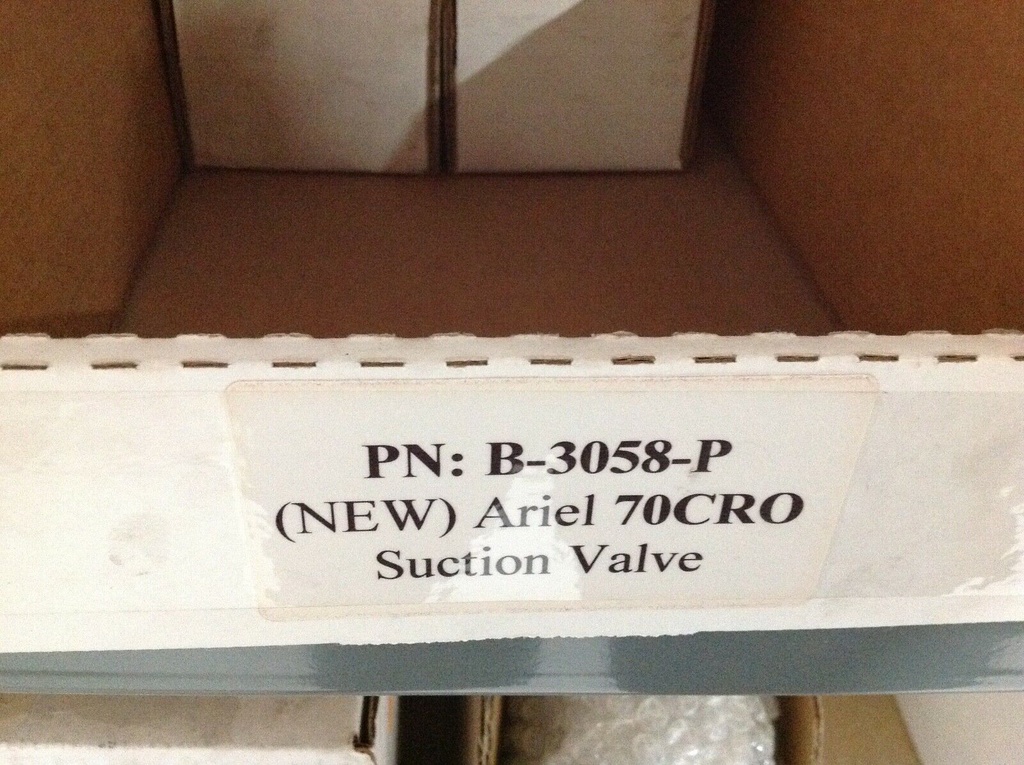 PN: B-3058-P
(NEW) Ariel 70CRO
Suction Valve